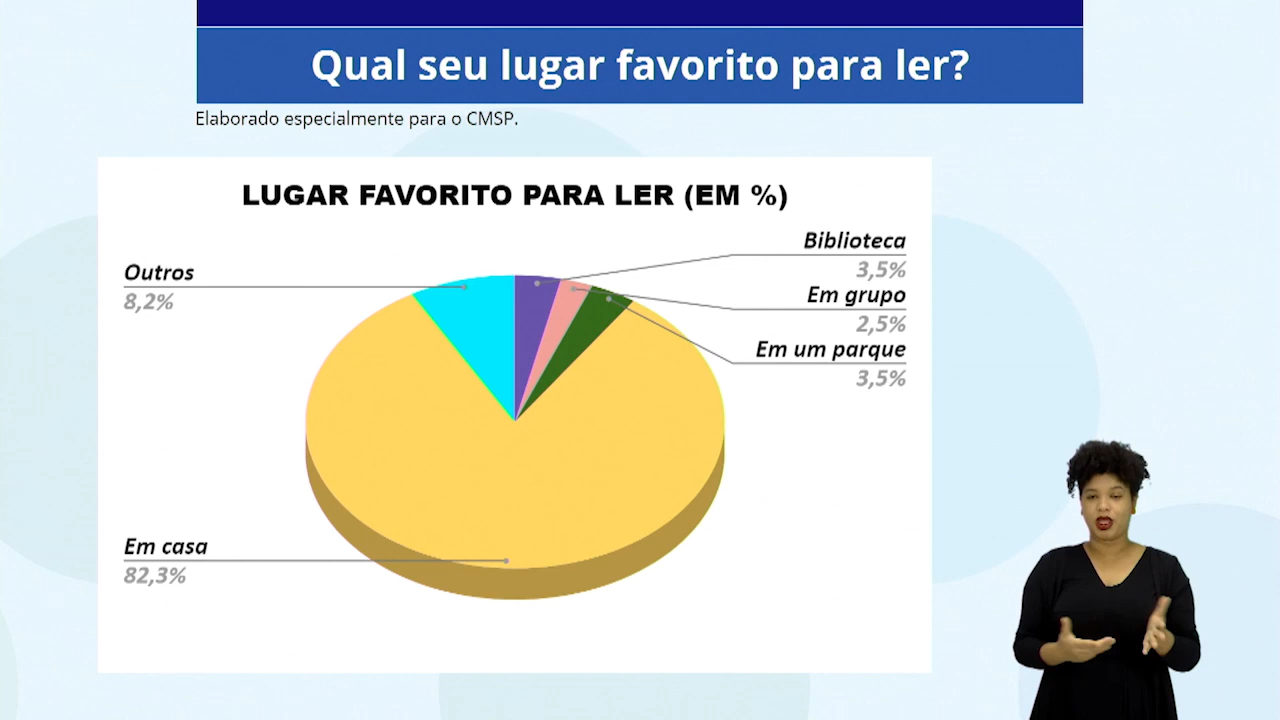 Qual seu lugar favorito para ler?
Elaborado especialmente para o CMSP.
LUGAR FAVORITO PARA LER (EM %)
Biblioteca
3,5%
Outros
8,2%
Em grupo
2,5%
Em um parque
3,5%
Em casa
82,3%